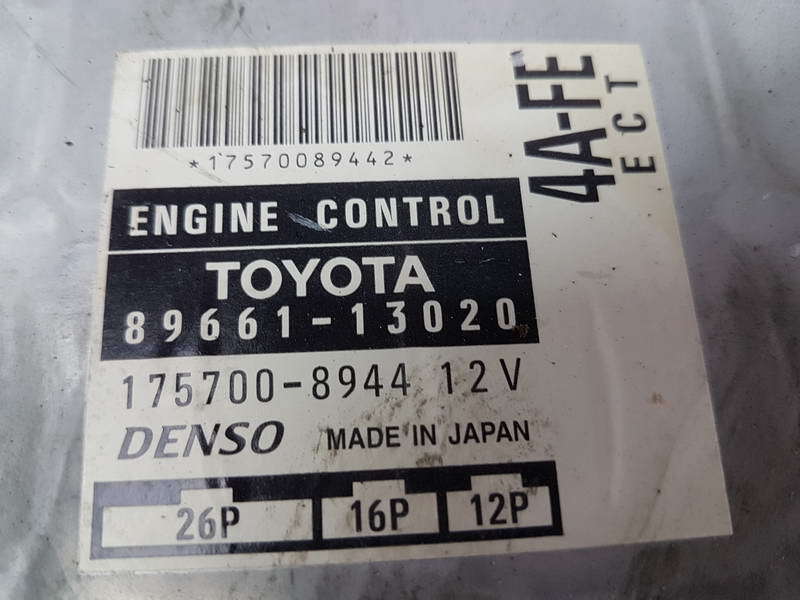 *17570089442*
4A-FE
ECT
ENGINE CONTROL
TOYOTA
89661-13020
175700-8944 12V
DENSO MADE IN JAPAN
26P 16P 12P